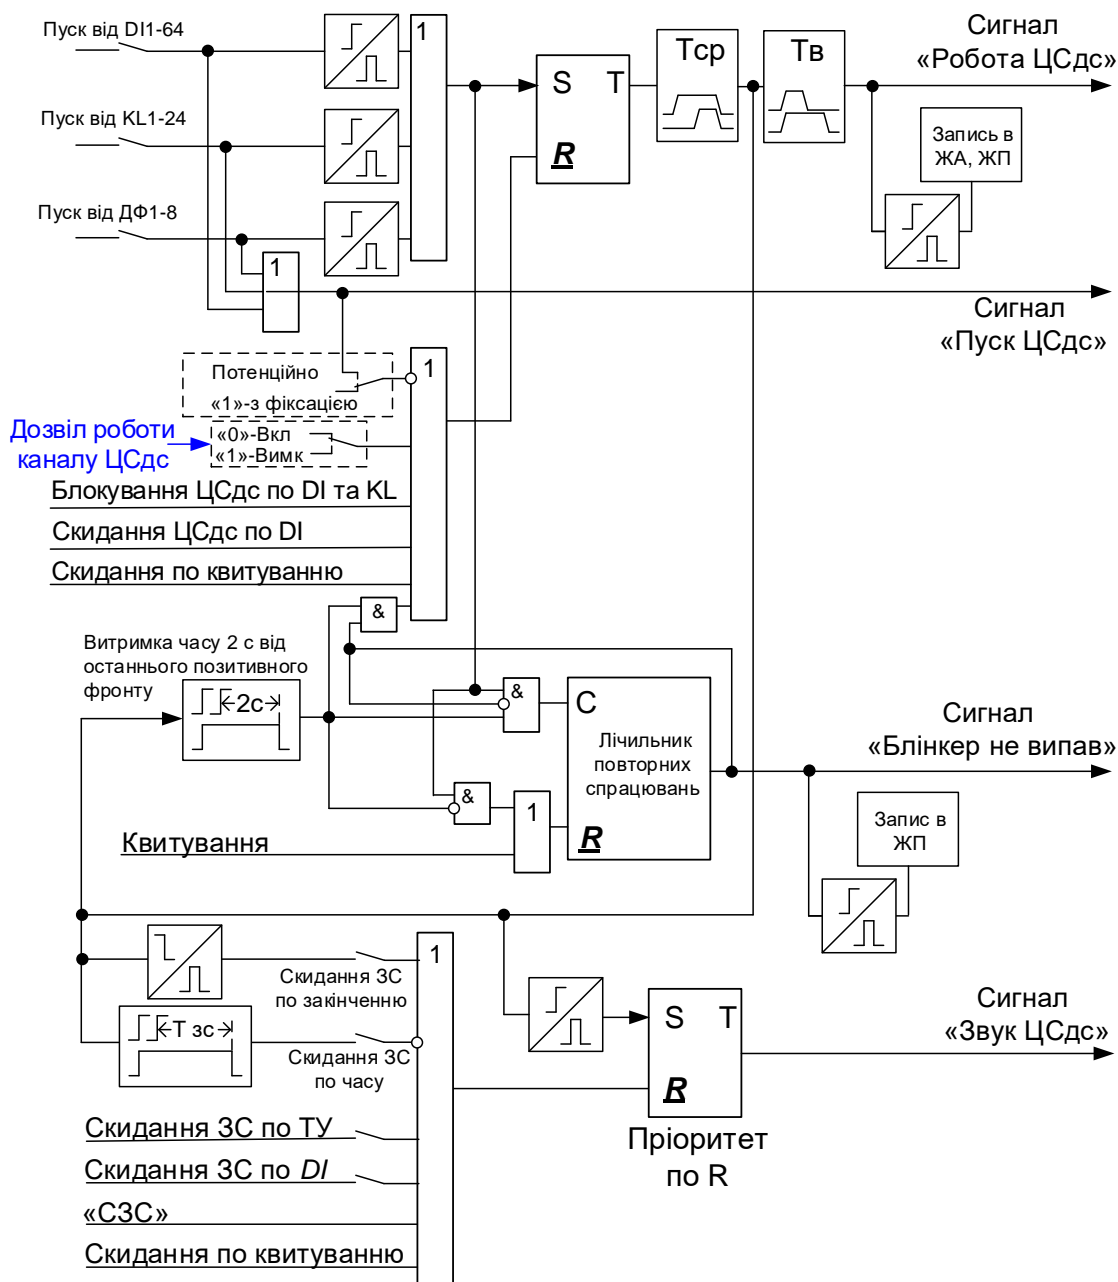 Пуск від DI1-64
1
Сигнал
«Робота ЦСдс»
Tср
Tв
S T
R
Пуск від KL1-24
Запись в
ЖА, ЖП
Пуск від ДФ1-8
1
Сигнал
«Пуск ЦСдс»
Потенційно
«1»-з фіксацією
1
Дозвіл роботи
каналу ЦСдс
«0»-Вкл
«1»-Вимк
Блокування ЦСдс по DI та KL
Скидання ЦСдс по DI
Скидання по квитуванню
&
Витримка часу 2 с від
останнього позитивного
фронту
2с
&
C
Лічильник
повторних
спрацювань
R
Сигнал
«Блінкер не випав»
&
1
Квитування
Запис в
ЖП
1
Скидання ЗС
по закінченню
T зс
Скидання ЗС
по часу
S T
R
Сигнал
«Звук ЦСдс»
Пріоритет
по R
Скидання ЗС по ТУ
Скидання ЗС по DI
«СЗС»
Скидання по квитуванню